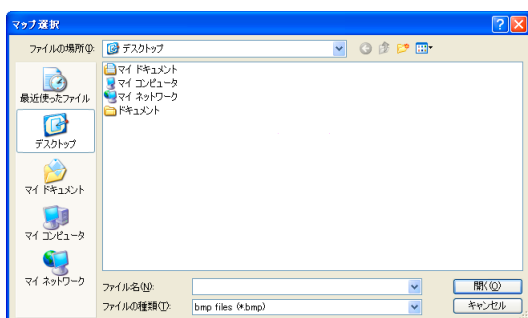 マップ選択
ファイルの場所(I):
デスクトップ
最近使ったファイル
デスクトップ
マイ ドキュメント
マイ コンピュータ
マイ ネットワーク
マイ ドキュメント
マイ コンピュータ
マイ ネットワーク
ドキュメント
ファイル名(N):
開く(O)
ファイルの種類(T):
bmp files (*.bmp)
キャンセル